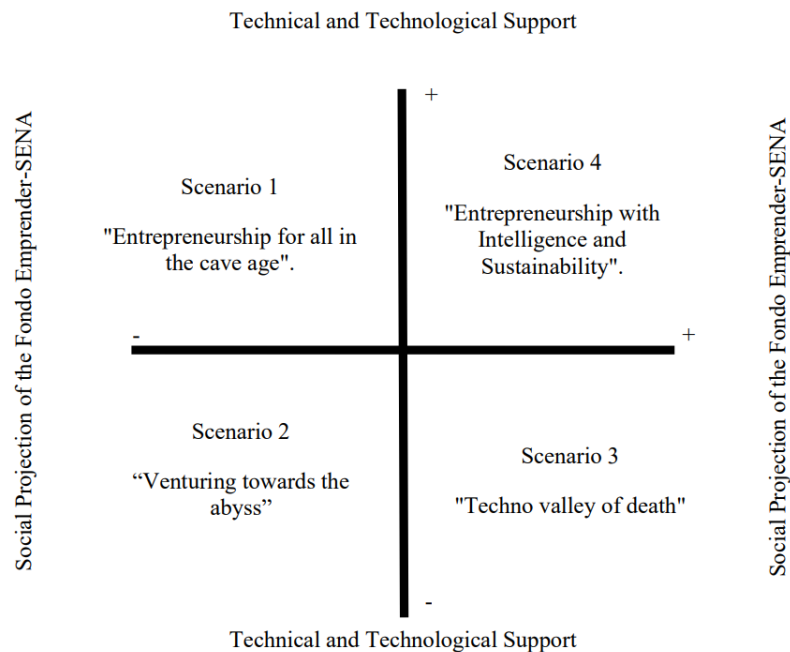 Technical and Technological Support
+
Social Projection of the Fondo Emprender-SENA
Scenario 1
"Entrepreneurship for all in
the cave age".
Scenario 4
"Entrepreneurship with
Intelligence and
Sustainability".
Social Projection of the Fondo Emprender-SENA
-
+
Scenario 2
“Venturing towards the
abyss”
Scenario 3
"Techno valley of death"
-
Technical and Technological Support